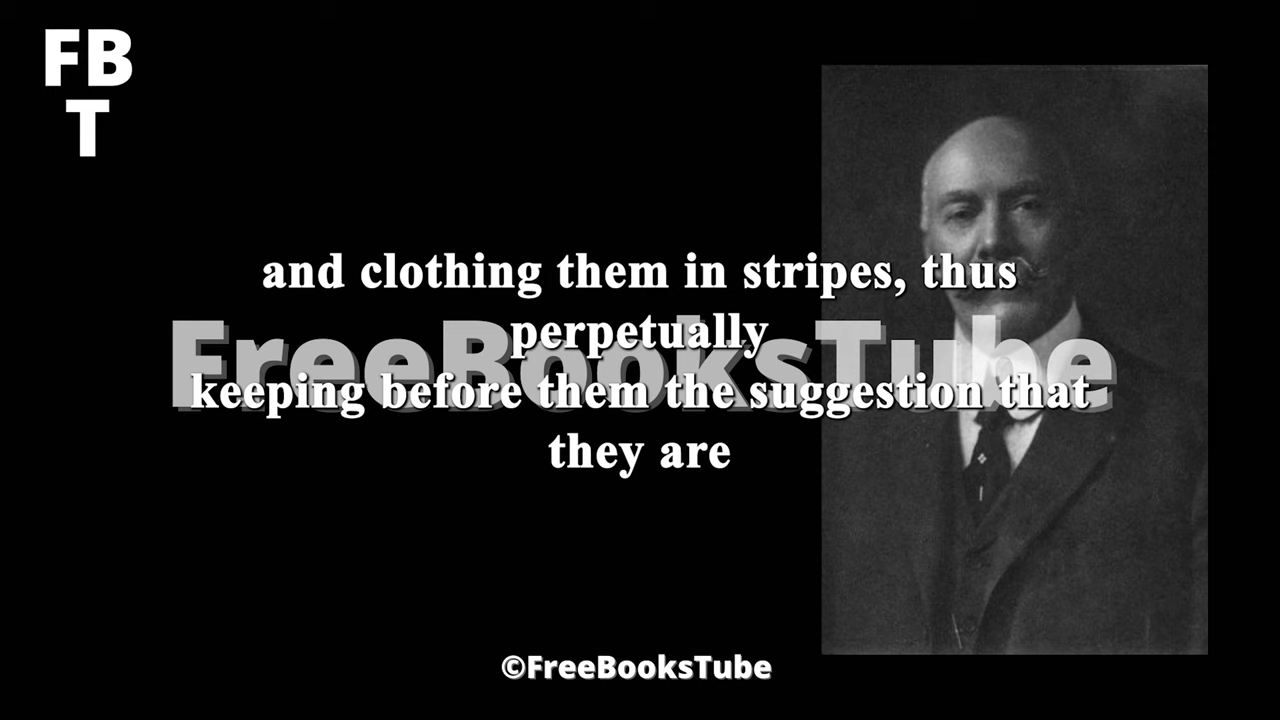 FB
T
and clothing them in stripes, thus
perpetually
FreeBooksTube
keeping before them the suggestion that
they are
©FreeBooksTube